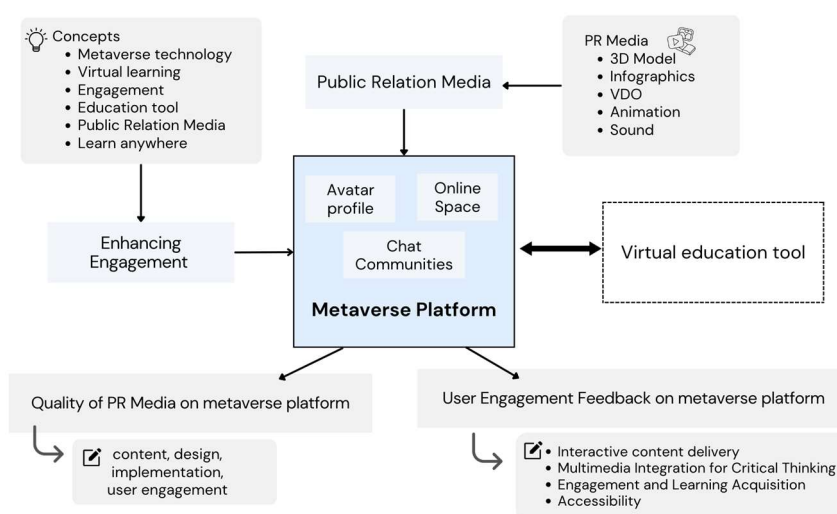 Concepts
• Metaverse technology
• Virtual learning
• Engagement
• Education tool
• Public Relation Media
• Learn anywhere
Public Relation Media
PR Media
• 3D Model
• Infographics
• VDO
• Animation
• Sound
Enhancing
Engagement
Avatar
profile
Online
Space
Chat
Communities
Metaverse Platform
Virtual education tool
Quality of PR Media on metaverse platform
content, design,
implementation,
user engagement
User Engagement Feedback on metaverse platform
• Interactive content delivery
• Multimedia Integration for Critical Thinking
• Engagement and Learning Acquisition
• Accessibility